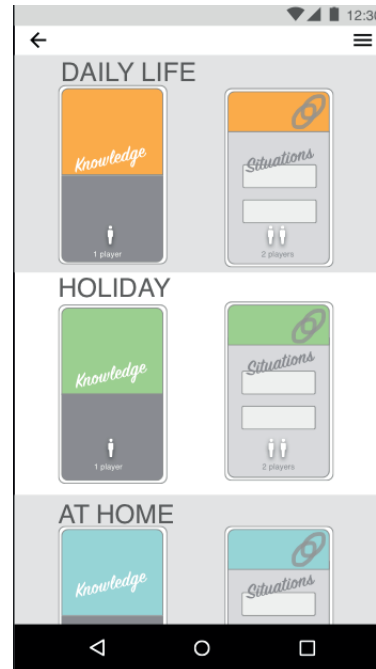 12:30
DAILY LIFE
Knowledge
Situations
1 player
2 players
HOLIDAY
Knowledge
Situations
1 player
2 players
AT HOME
Knowledge
Situations